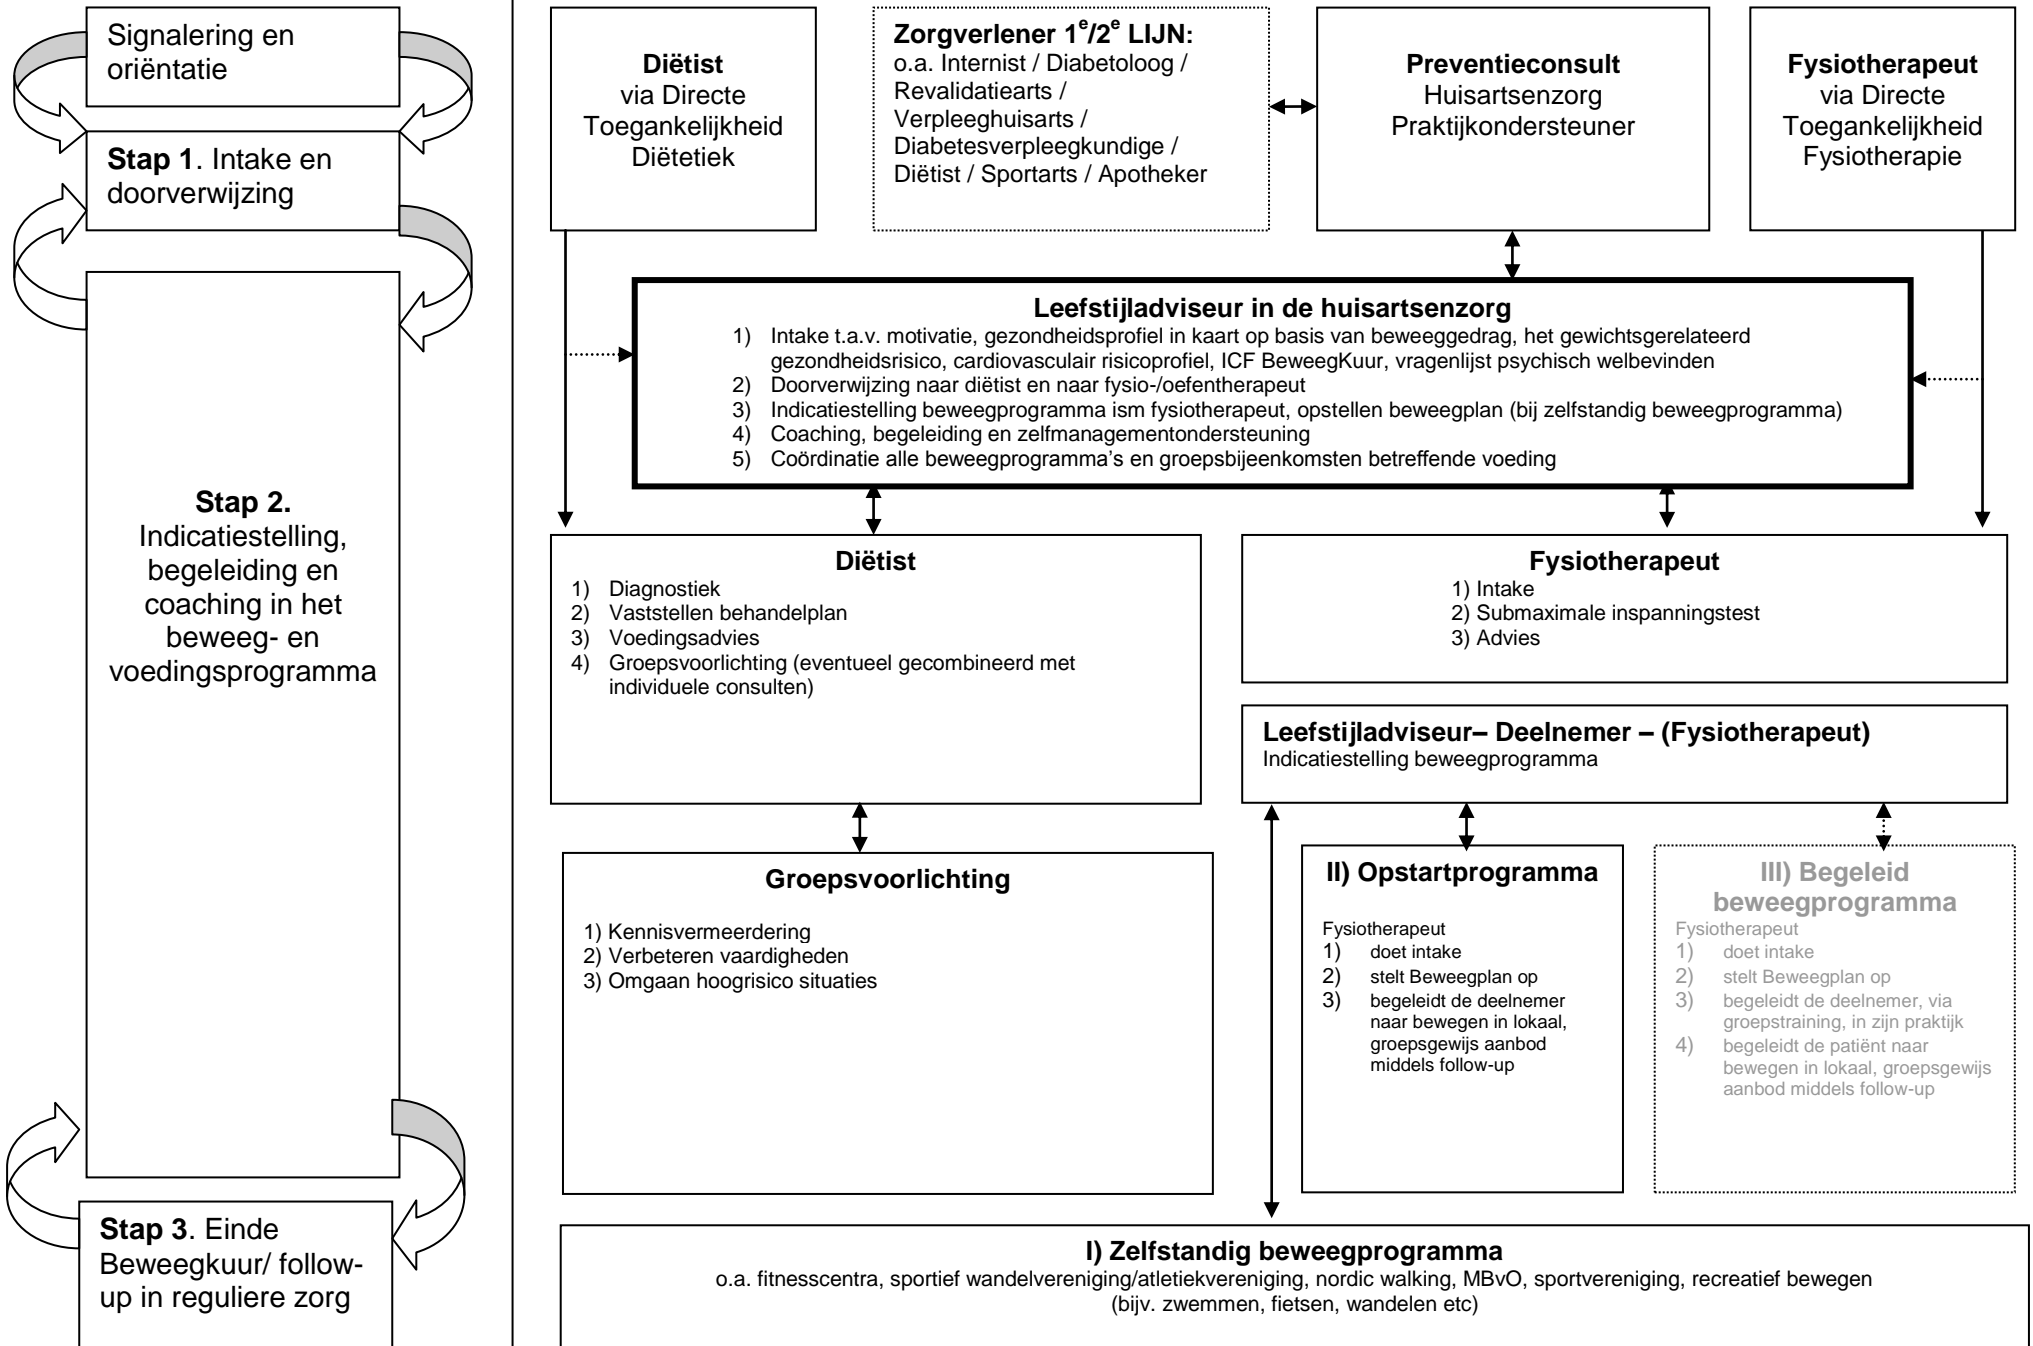 Signalering en
oriëntatie
Stap 1. Intake en
doorverwijzing
Stap 2.
Indicatiestelling,
begeleiding en
coaching in het
beweeg- en
voedingsprogramma
Stap 3. Einde
Beweegkuur/ follow-
up in reguliere zorg
Diëtist
via Directe
Toegankelijkheid
Diëtetiek
Zorgverlener 1e/2e LIJN:
o.a. Internist / Diabetoloog /
Revalidatiearts /
Verpleeghuisarts /
Diabetesverpleegkundige /
Diëtist / Sportarts / Apotheker
Preventieconsult
Huisartsenzorg
Praktijkondersteuner
Fysiotherapeut
via Directe
Toegankelijkheid
Fysiotherapie
Leefstijladviseur in de huisartsenzorg
1) Intake t.a.v. motivatie, gezondheidsprofiel in kaart op basis van beweeggedrag, het gewichtsgerelateerd
gezondheidsrisico, cardiovasculair risicoprofiel, ICF BeweegKuur, vragenlijst psychisch welbevinden
2) Doorverwijzing naar diëtist en naar fysio-/oefentherapeut
3) Indicatiestelling beweegprogramma ism fysiotherapeut, opstellen beweegplan (bij zelfstandig beweegprogramma)
4) Coaching, begeleiding en zelfmanagementondersteuning
5) Coördinatie alle beweegprogramma's en groepsbijeenkomsten betreffende voeding
Diëtist
1) Diagnostiek
2) Vaststellen behandelplan
3) Voedingsadvies
4) Groepsvoorlichting (eventueel gecombineerd met
individuele consulten)
Fysiotherapeut
1) Intake
2) Submaximale inspanningstest
3) Advies
Leefstijladviseur– Deelnemer – (Fysiotherapeut)
Indicatiestelling beweegprogramma
Groepsvoorlichting
1) Kennisvermeerdering
2) Verbeteren vaardigheden
3) Omgaan hoogrisico situaties
II) Opstartprogramma
Fysiotherapeut
1) doet intake
2) stelt Beweegplan op
3) begeleidt de deelnemer
naar bewegen in lokaal,
groepsgewijs aanbod
middels follow-up
III) Begeleid
beweegprogramma
Fysiotherapeut
1) doet intake
2) stelt Beweegplan op
3) begeleidt de deelnemer, via
groepstraining, in zijn praktijk
4) begeleidt de patiënt naar
bewegen in lokaal, groepsgewijs
aanbod middels follow-up
I) Zelfstandig beweegprogramma
o.a. fitnesscentra, sportief wandelvereniging/atletiekvereniging, nordic walking, MBvO, sportvereniging, recreatief bewegen
(bijv. zwemmen, fietsen, wandelen etc)